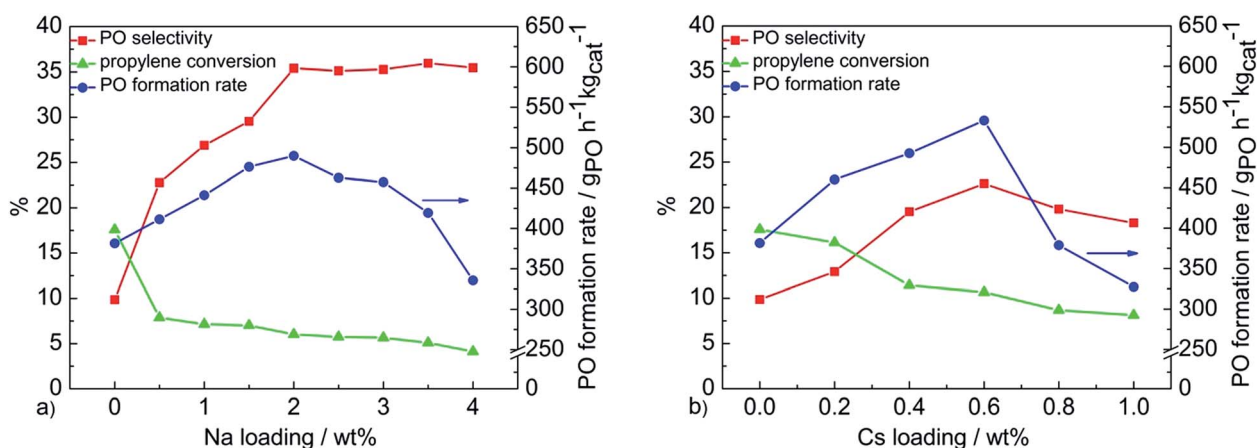 40
35
30
25
20
15
10
5
0
%
PO selectivity
propylene conversion
PO formation rate
650
600
550
500
450
400
350
300
250
0
PO formation rate / gPO h⁻¹kgcat⁻¹
a)
0 1 2 3 4
Na loading / wt%
40
35
30
25
20
15
10
5
0
%
PO selectivity
propylene conversion
PO formation rate
650
600
550
500
450
400
350
300
250
0
PO formation rate / gPO h⁻¹kgcat⁻¹
b)
0.0 0.2 0.4 0.6 0.8 1.0
Cs loading / wt%